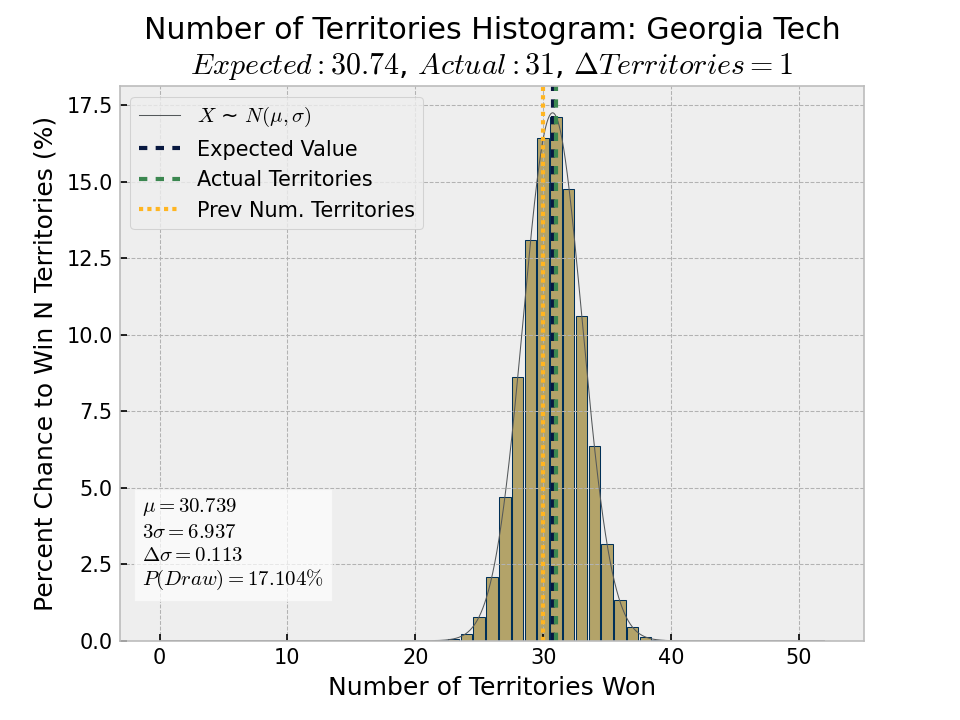 Number of Territories Histogram: Georgia Tech
Expected : 30.74, Actual : 31, ΔTerritories = 1
17.5
15.0
12.5
10.0
7.5
5.0
2.5
0.0
Percent Chance to Win N Territories (%)
X ~ N(μ, σ)
Expected Value
Actual Territories
Prev Num. Territories
μ = 30.739
3σ = 6.937
Δσ = 0.113
P(Draw) = 17.104%
0 10 20 30 40 50
Number of Territories Won